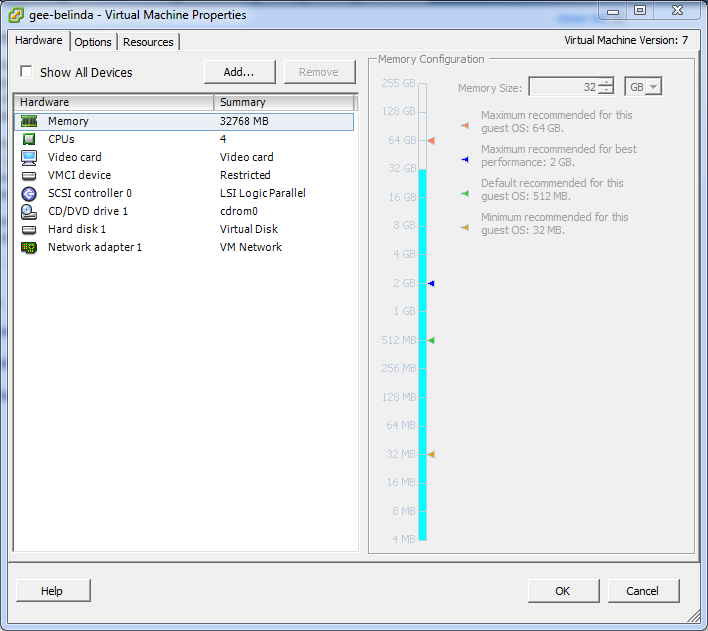 gee-belinda - Virtual Machine Properties
Hardware Options Resources
Virtual Machine Version: 7
Show All Devices
Add...
Remove
Hardware Summary
Memory 32768 MB
CPUs 4
Video card Video card
VMCI device Restricted
SCSI controller 0 LSI Logic Parallel
CD/DVD drive 1 cdrom0
Hard disk 1 Virtual Disk
Network adapter 1 VM Network
Memory Configuration
255 GB
128 GB
64 GB
32 GB
16 GB
8 GB
4 GB
2 GB
1 GB
512 MB
256 MB
128 MB
64 MB
32 MB
16 MB
8 MB
4 MB
Memory Size: 32 GB
Maximum recommended for this
guest OS: 64 GB.
Maximum recommended for best
performance: 2 GB.
Default recommended for this
guest OS: 512 MB.
Minimum recommended for this
guest OS: 32 MB.
Help
OK
Cancel